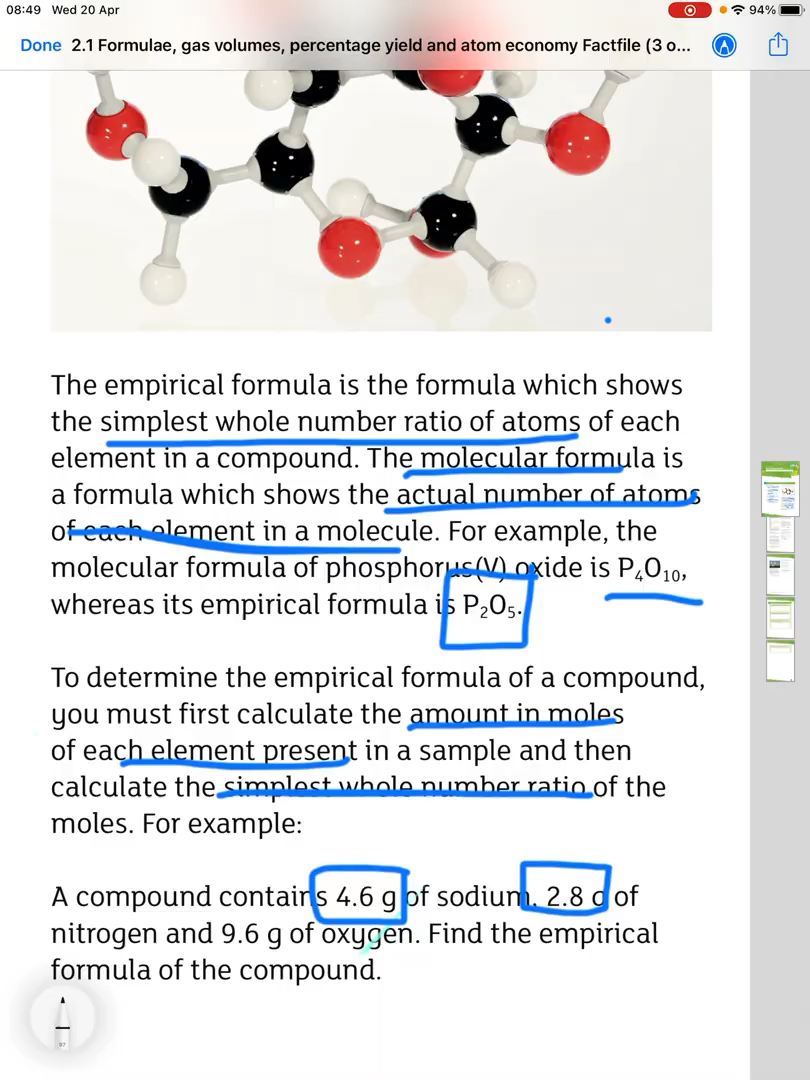 08:49 Wed 20 Apr
94%
Done 2.1 Formulae, gas volumes, percentage yield and atom economy Factfile (3 o...
The empirical formula is the formula which shows
the simplest whole number ratio of atoms of each
element in a compound. The molecular formula is
a formula which shows the actual number of atoms
of each element in a molecule. For example, the
molecular formula of phosphorus(V) oxide is P₄O₁₀,
whereas its empirical formula is P₂O₅.
To determine the empirical formula of a compound,
you must first calculate the amount in moles
of each element present in a sample and then
calculate the simplest whole number ratio of the
moles. For example:
A compound contains 4.6 g of sodium, 2.8 g of
nitrogen and 9.6 g of oxygen. Find the empirical
formula of the compound.
97